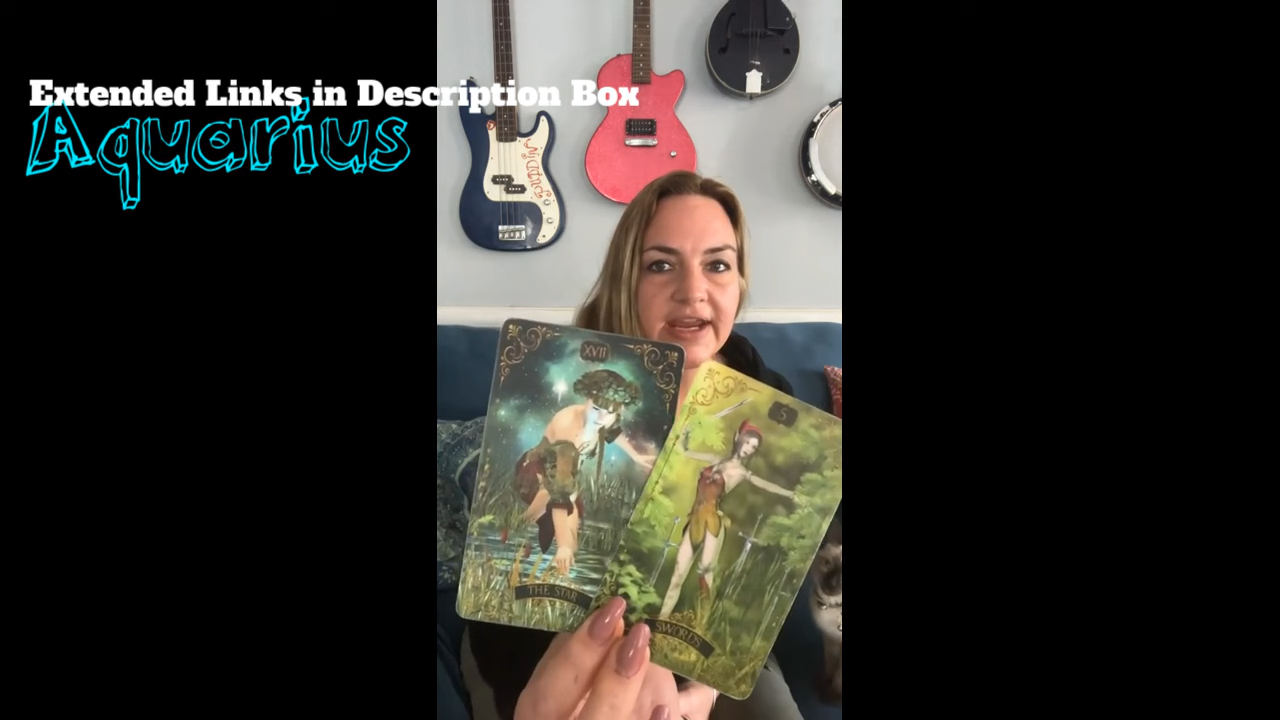 Extended Links in Description Box
Aquarius
XVII
THE STAR
5
SWORDS